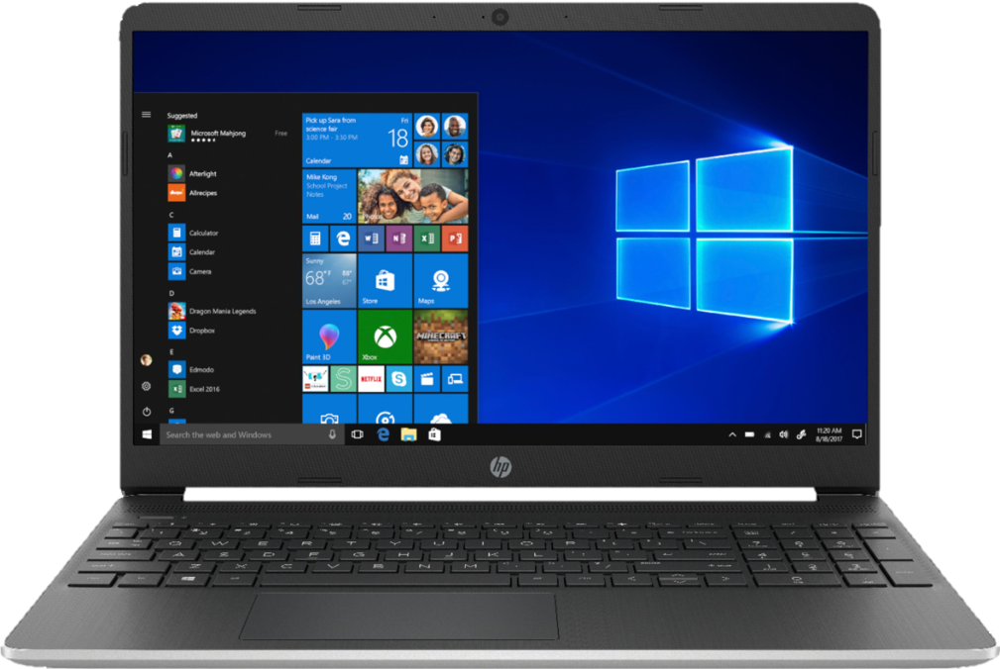 Suggested
Microsoft Mahjong
Free
A
Afterlight
Allrecipes
C
Calculator
Calendar
Camera
D
Dragon Mania Legends
Dropbox
E
Edmodo
Excel 2016
G
Pick up Sara from
science fair
3:00 PM - 3:30 PM
Fri
18
Calendar
Mike Kong
School Project
Notes
Mail 20
Photos
Sunny
68°F 88°
67°
Los Angeles
Store
Maps
Paint 3D
Xbox
MINECRAFT
NETFLIX
Search the web and Windows
11:20 AM
8/18/2017
hp
Q W E R T Y U I O P
A S D F G H J K L
Z X C V B N M